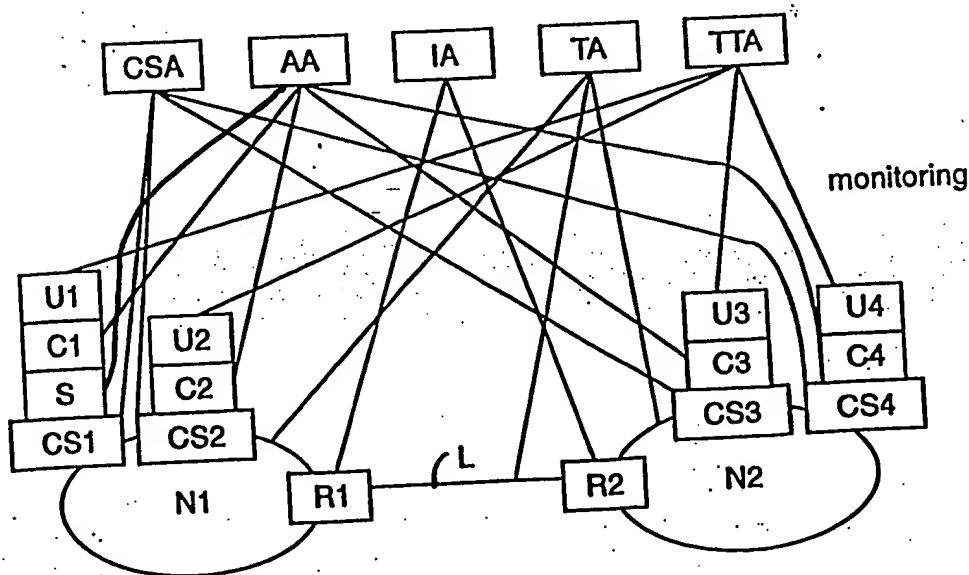 CSA AA IA TA TTA
monitoring
U1
C1
S
CS1
U2
C2
CS2
U3
C3
CS3
U4
C4
CS4
N1
R1
L
R2
N2